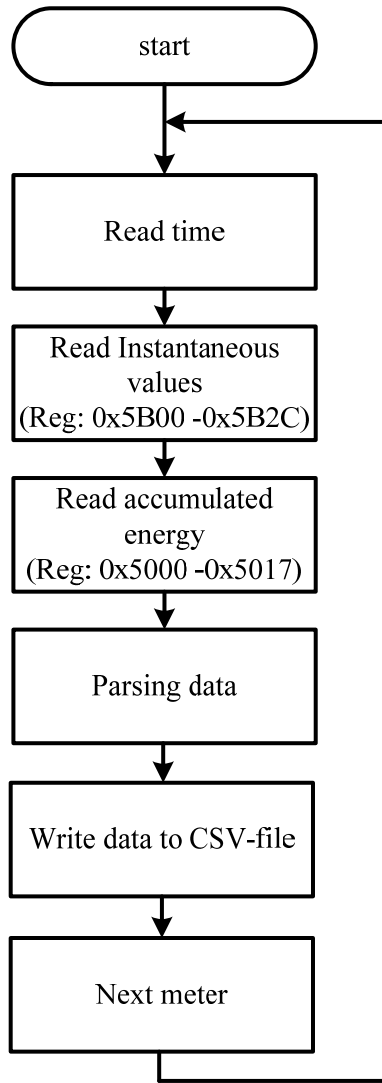 start
Read time
Read Instantaneous
values
(Reg: 0x5B00 -0x5B2C)
Read accumulated
energy
(Reg: 0x5000 -0x5017)
Parsing data
Write data to CSV-file
Next meter